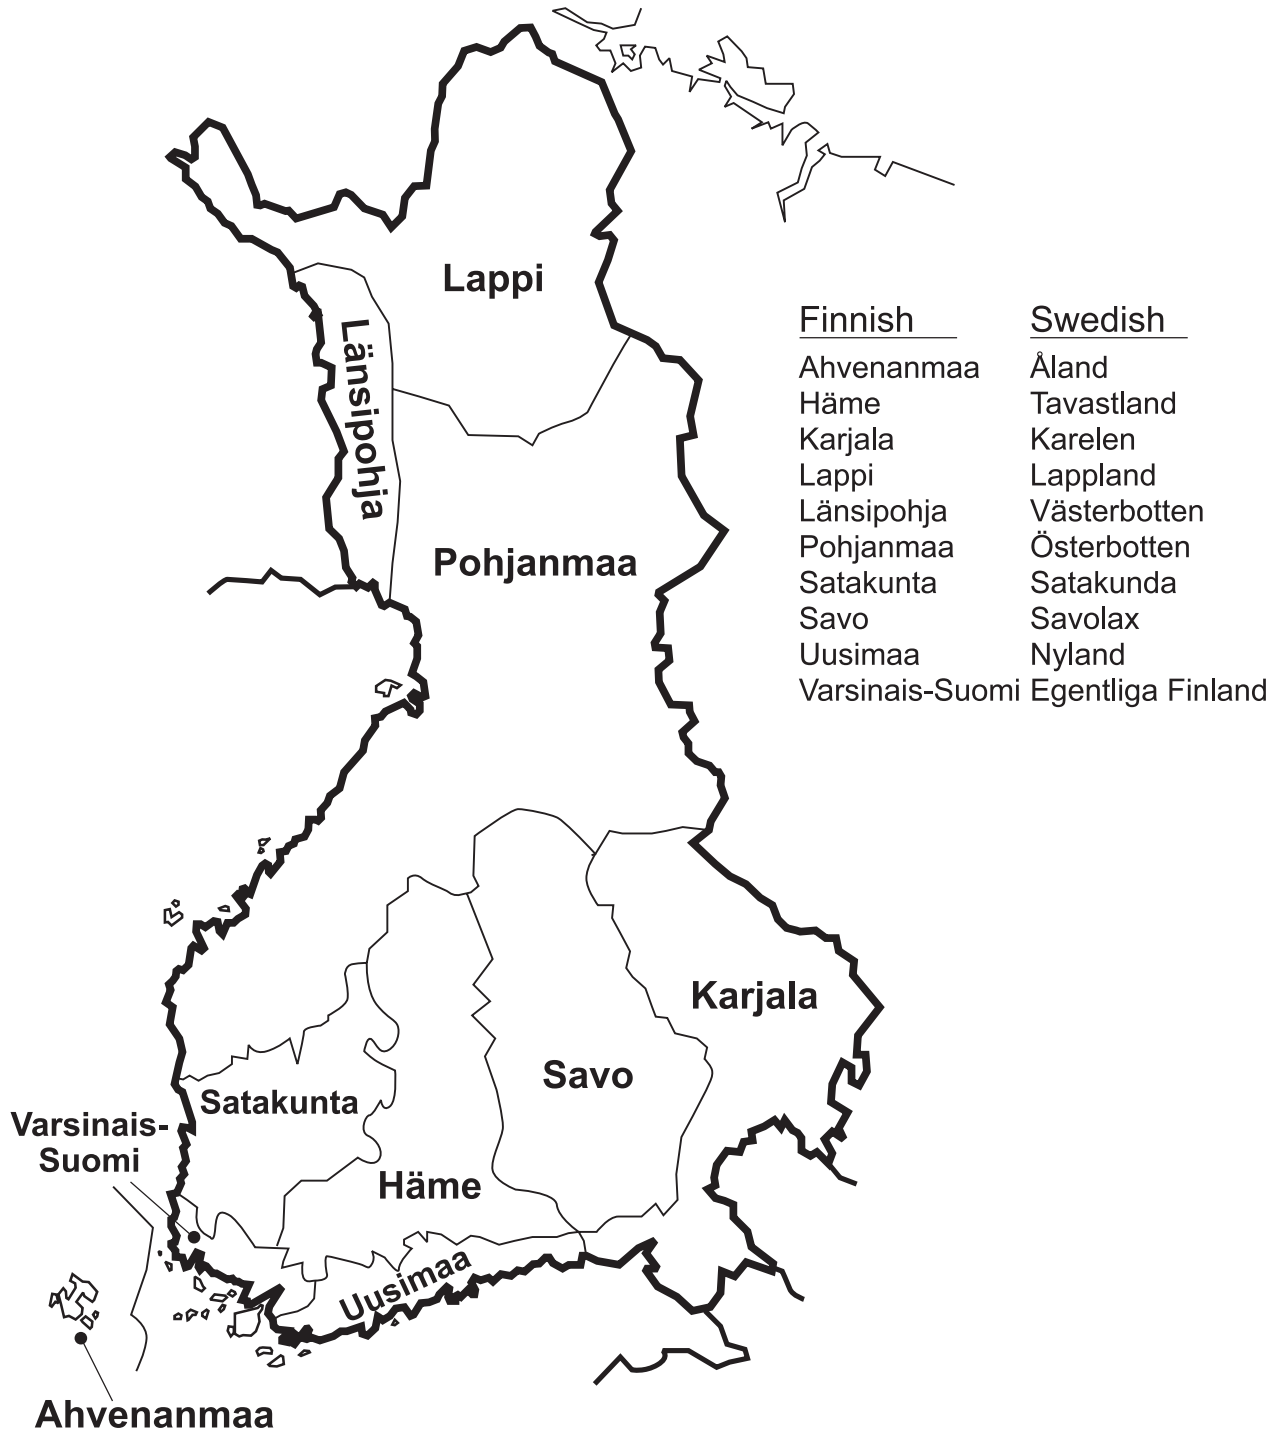 Lappi
Länsipohja
Pohjanmaa
Karjala
Savo
Satakunta
Varsinais-
Suomi
Häme
Uusimaa
Ahvenanmaa
Finnish Swedish
Ahvenanmaa Åland
Häme Tavastland
Karjala Karelen
Lappi Lappland
Länsipohja Västerbotten
Pohjanmaa Österbotten
Satakunta Satakunda
Savo Savolax
Uusimaa Nyland
Varsinais-Suomi Egentliga Finland